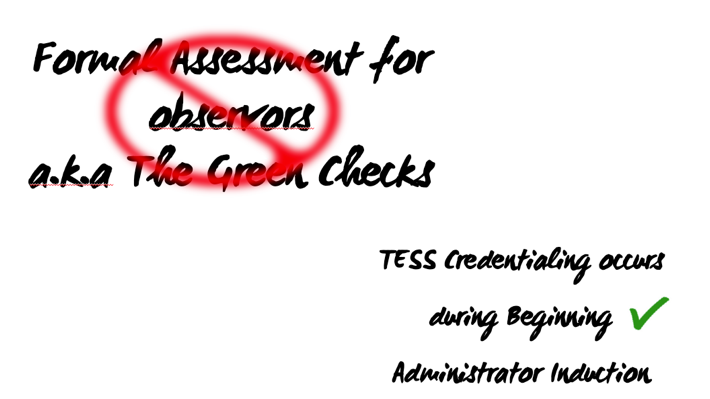 Formal Assessment for
observors
a.k.a The Green Checks
TESS Credentialing occurs
during Beginning
Administrator Induction